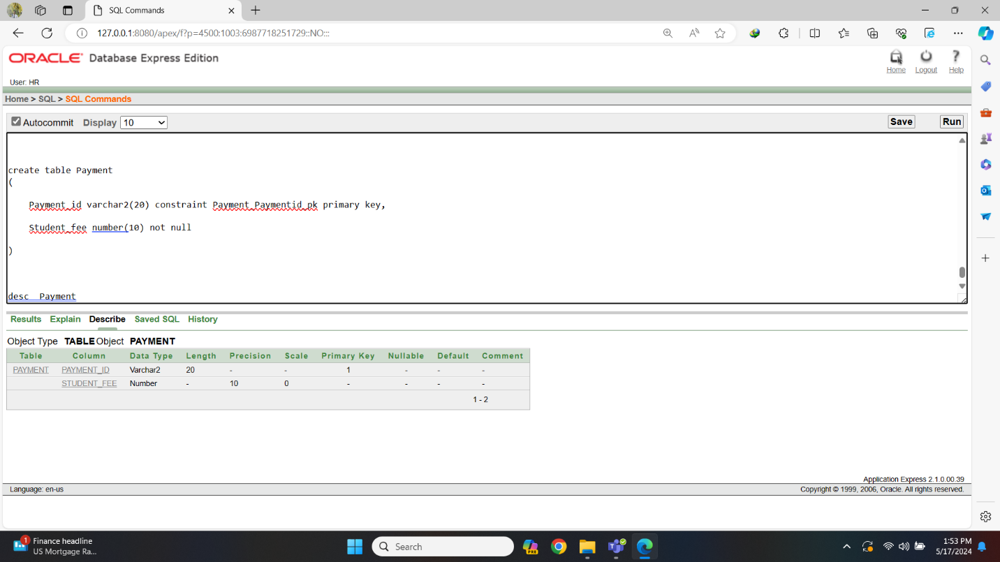 SQL Commands
127.0.0.1:8080/apex/f?p=4500:1003:6987718251729::NO:::
ORACLE Database Express Edition
Home Logout Help
User: HR
Home > SQL > SQL Commands
Autocommit Display 10 Save Run
create table Payment
(
Payment_id varchar2(20) constraint Payment_Paymentid_pk primary key,
Student_fee number(10) not null
)
desc Payment
Results Explain Describe Saved SQL History
Object Type TABLE Object PAYMENT
Table Column Data Type Length Precision Scale Primary Key Nullable Default Comment
PAYMENT PAYMENT_ID Varchar2 20 - - 1 - - -
STUDENT_FEE Number - 10 0 - - - -
1 - 2
Application Express 2.1.0.00.39
Language: en-us Copyright © 1999, 2006, Oracle. All rights reserved.
1 Finance headline
US Mortgage Ra...
Search
PRE
1:53 PM
5/17/2024